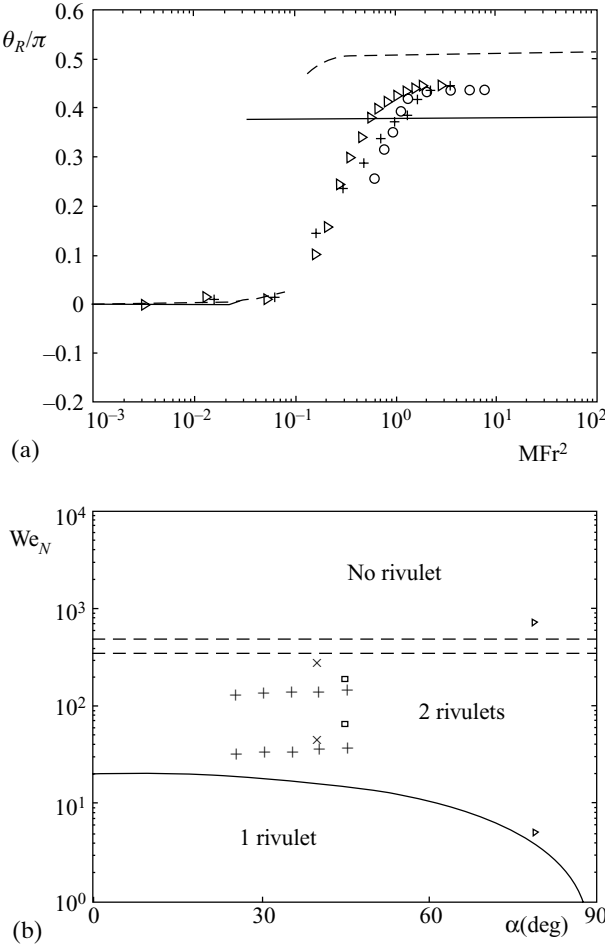 0.6
θ_R/π
0.5
0.4
0.3
0.2
0.1
0
–0.1
–0.2
10⁻³ 10⁻² 10⁻¹ 10⁰ 10¹ 10²
(a) MFr²
10⁴
We_N
No rivulet
10³
2 rivulets
10²
10¹
1 rivulet
10⁰
0 30 60 α(deg) 90
(b)